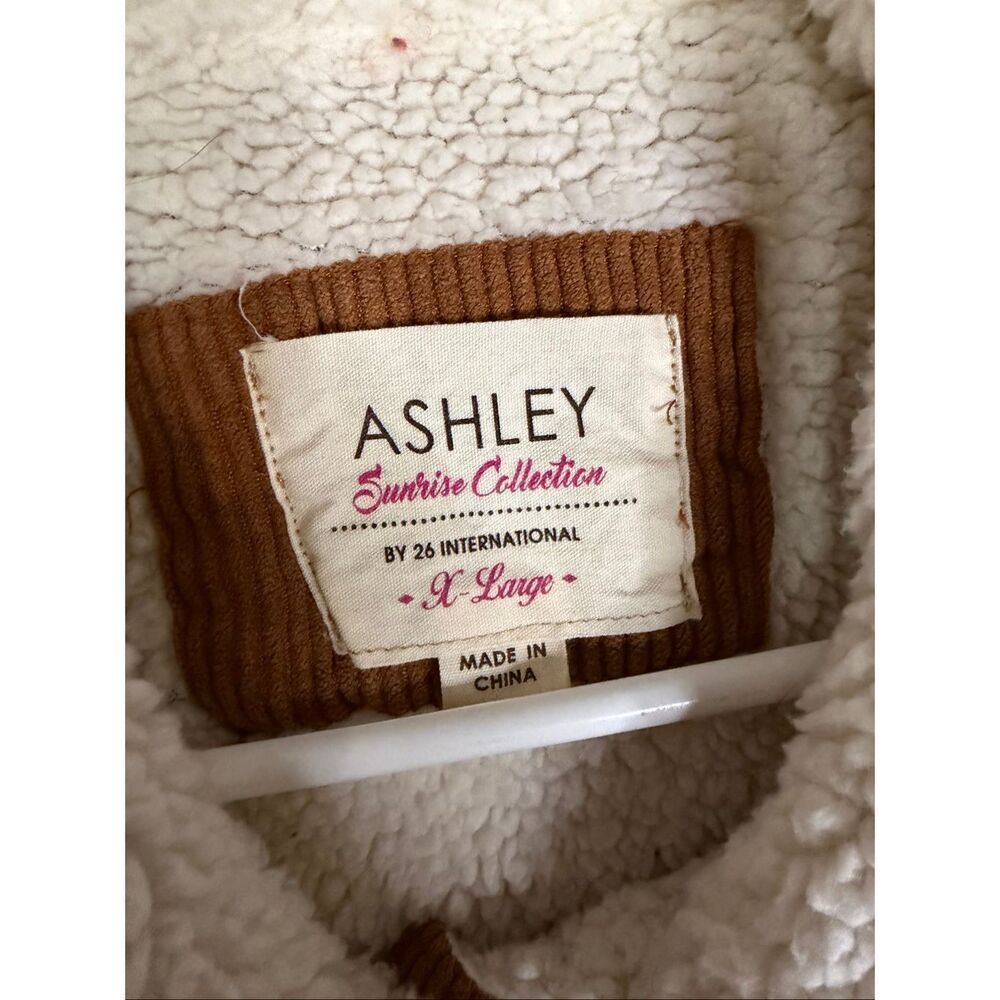 ASHLEY
Sunrise Collection
BY 26 INTERNATIONAL
X-Large
MADE IN
CHINA